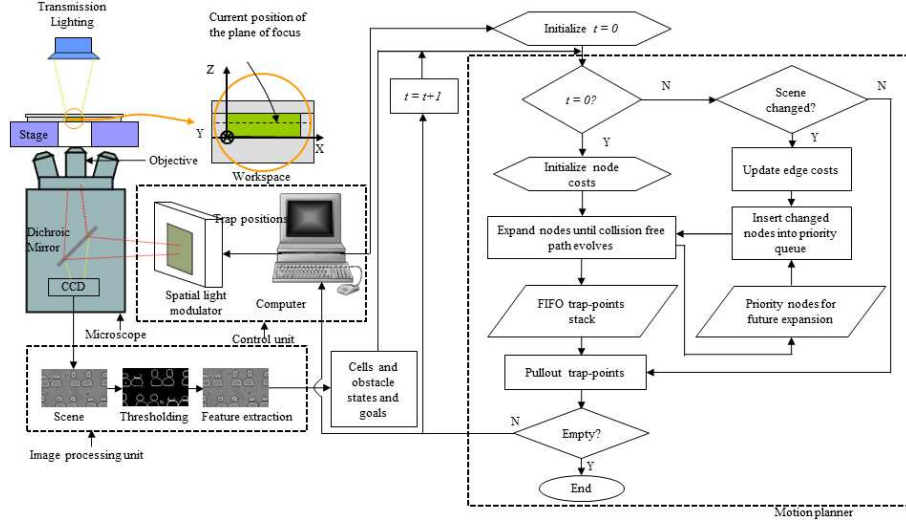 Transmission
Lighting
Current position of
the plane of focus
Z
Y
X
Workspace
Stage
Objective
Dichroic
Mirror
CCD
Microscope
Trap positions
Spatial light
modulator
Computer
Control unit
Scene
Thresholding
Feature extraction
Image processing unit
Cells and
obstacle
states and
goals
Initialize t = 0
t = t+1
t = 0?
N
Scene
changed?
N
Y
Y
Initialize node
costs
Update edge costs
Expand nodes until collision free
path evolves
Insert changed
nodes into priority
queue
FIFO trap-points
stack
Priority nodes for
future expansion
Pullout trap-points
N
Empty?
Y
End
Motion planner